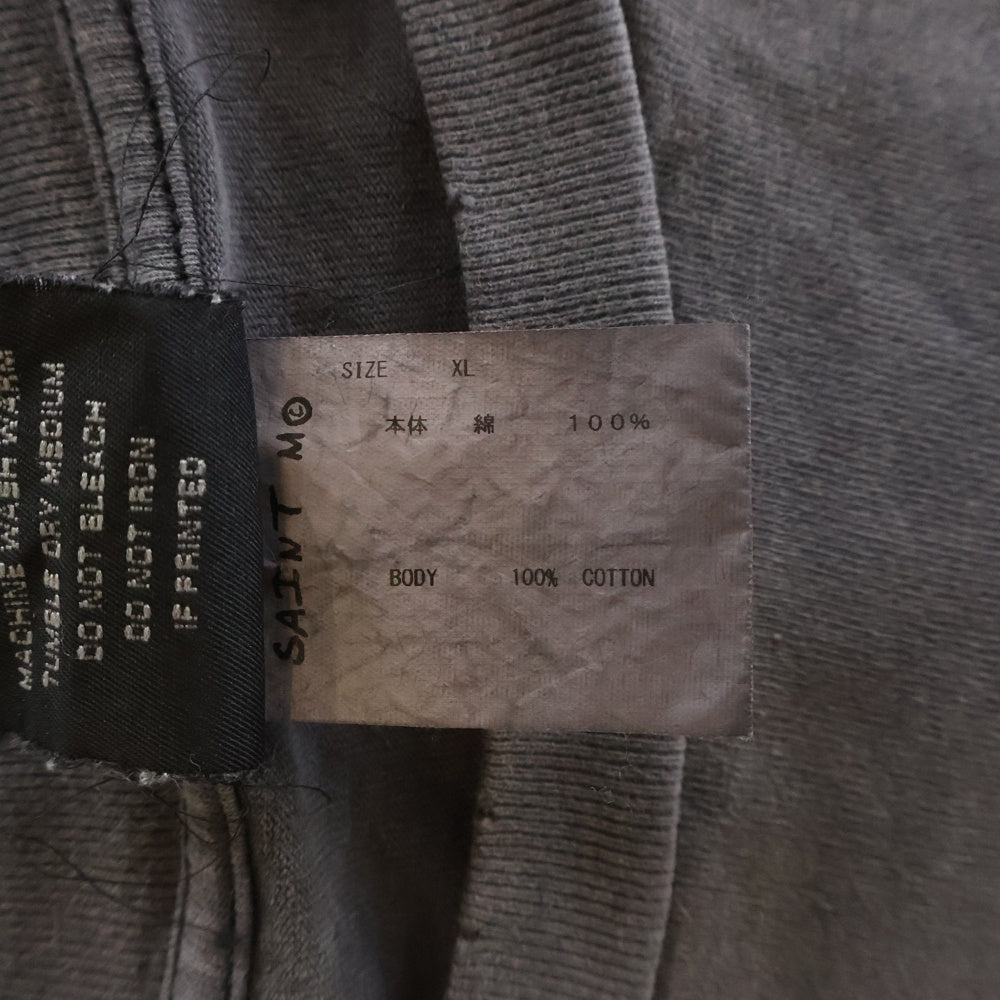 MACHINE WASH WARM
TUMBLE DRY MEDIUM
DO NOT BLEACH
DO NOT IRON
IF PRINTED
SAINT M©
SIZE XL
本体 綿 100%
BODY 100% COTTON